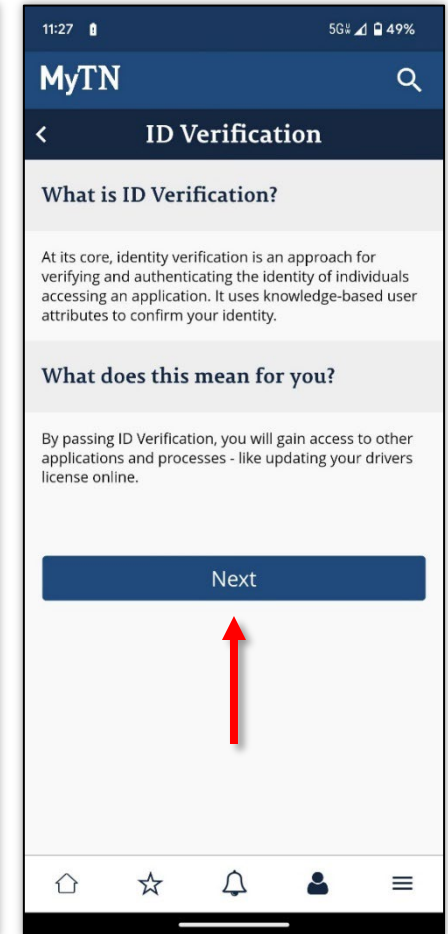 11:27 5G 49%
MyTN
ID Verification
What is ID Verification?
At its core, identity verification is an approach for
verifying and authenticating the identity of individuals
accessing an application. It uses knowledge-based user
attributes to confirm your identity.
What does this mean for you?
By passing ID Verification, you will gain access to other
applications and processes - like updating your drivers
license online.
Next